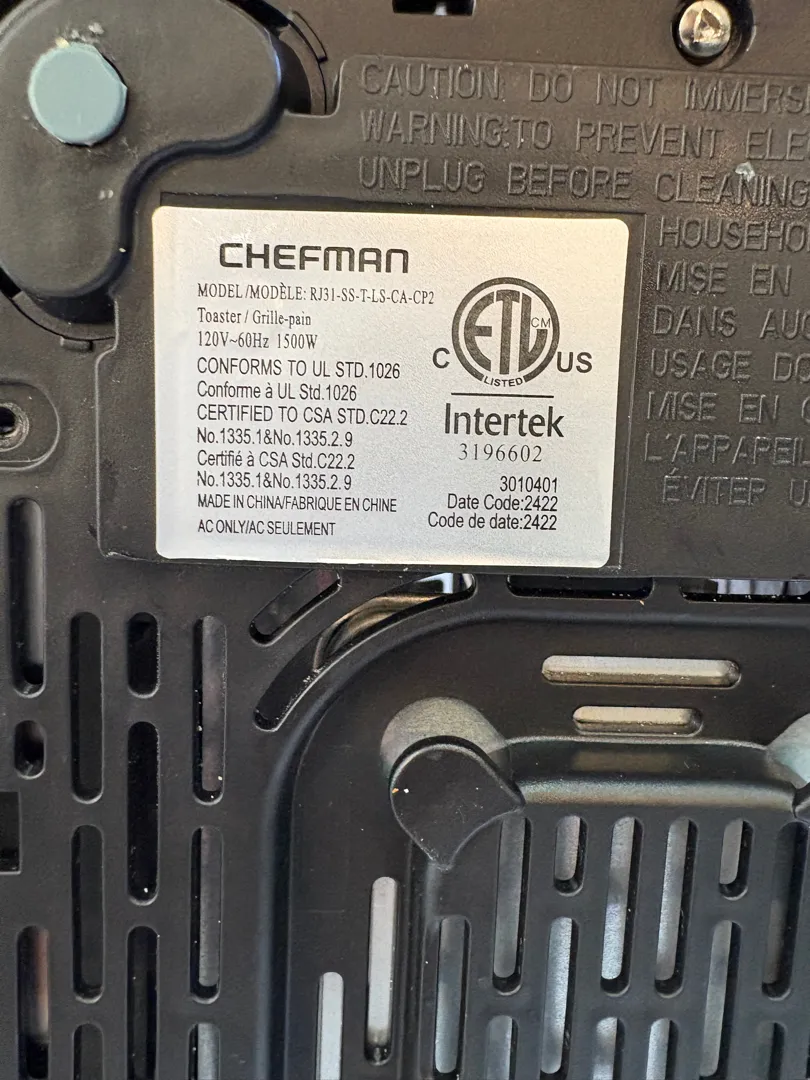 CAUTION: DO NOT IMMERS
WARNING:TO PREVENT ELE
UNPLUG BEFORE CLEANING
HOUSEHO
MISE EN
DANS AUC
USAGE DO
MISE EN
L'APPAREIL
ÉVITER U
CHEFMAN
MODEL/MODÈLE: RJ31-SS-T-LS-CA-CP2
Toaster / Grille-pain
120V~60Hz 1500W
CONFORMS TO UL STD.1026
Conforme à UL Std.1026
CERTIFIED TO CSA STD.C22.2
No.1335.1&No.1335.2.9
Certifié à CSA Std.C22.2
No.1335.1&No.1335.2.9
MADE IN CHINA/FABRIQUE EN CHINE
AC ONLY/AC SEULEMENT
ETL CM
C US
LISTED
Intertek
3196602
3010401
Date Code:2422
Code de date:2422